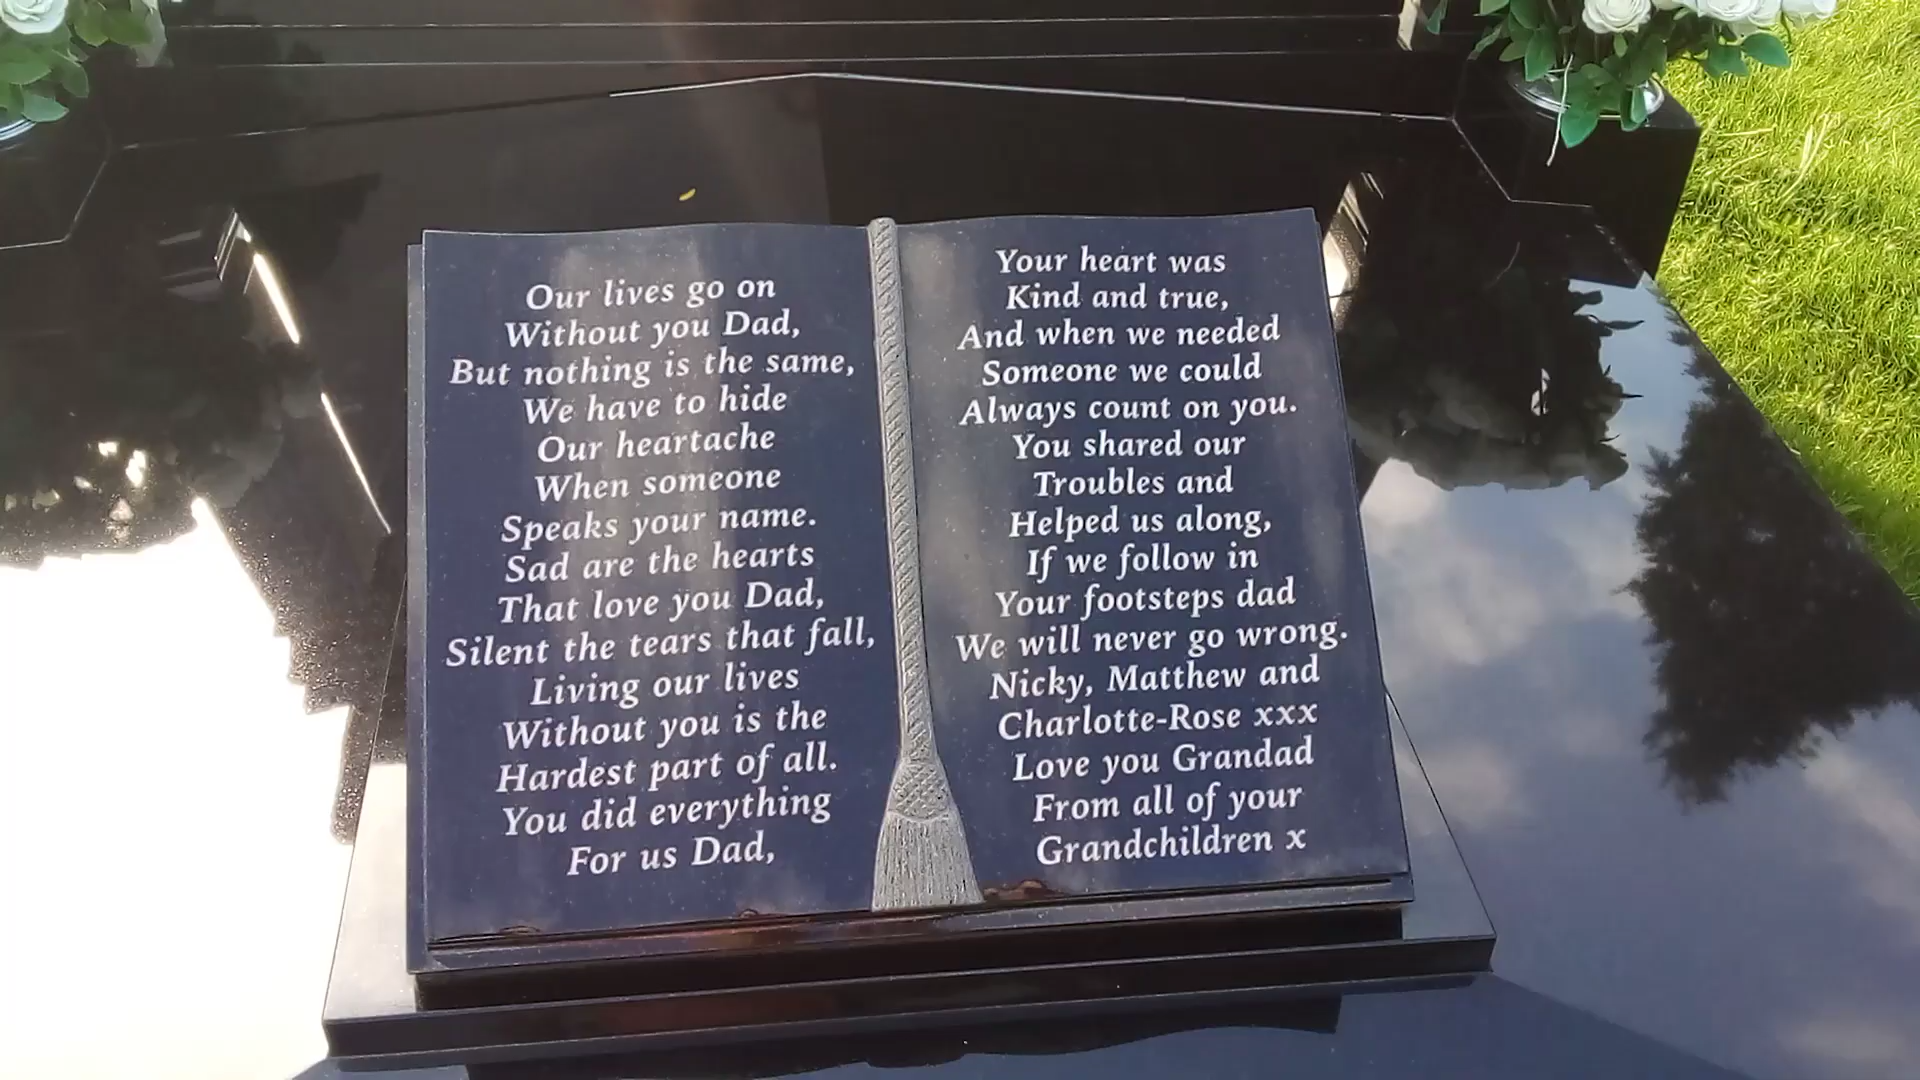 Our lives go on
Without you Dad,
But nothing is the same,
We have to hide
Our heartache
When someone
Speaks your name.
Sad are the hearts
That love you Dad,
Silent the tears that fall,
Living our lives
Without you is the
Hardest part of all.
You did everything
For us Dad,
Your heart was
Kind and true,
And when we needed
Someone we could
Always count on you.
You shared our
Troubles and
Helped us along,
If we follow in
Your footsteps dad
We will never go wrong.
Nicky, Matthew and
Charlotte-Rose xxx
Love you Grandad
From all of your
Grandchildren x